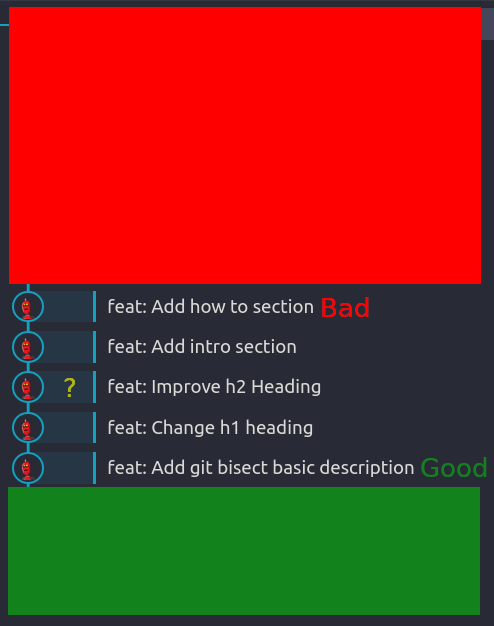 feat: Add how to section Bad
feat: Add intro section
? feat: Improve h2 Heading
feat: Change h1 heading
feat: Add git bisect basic description Good